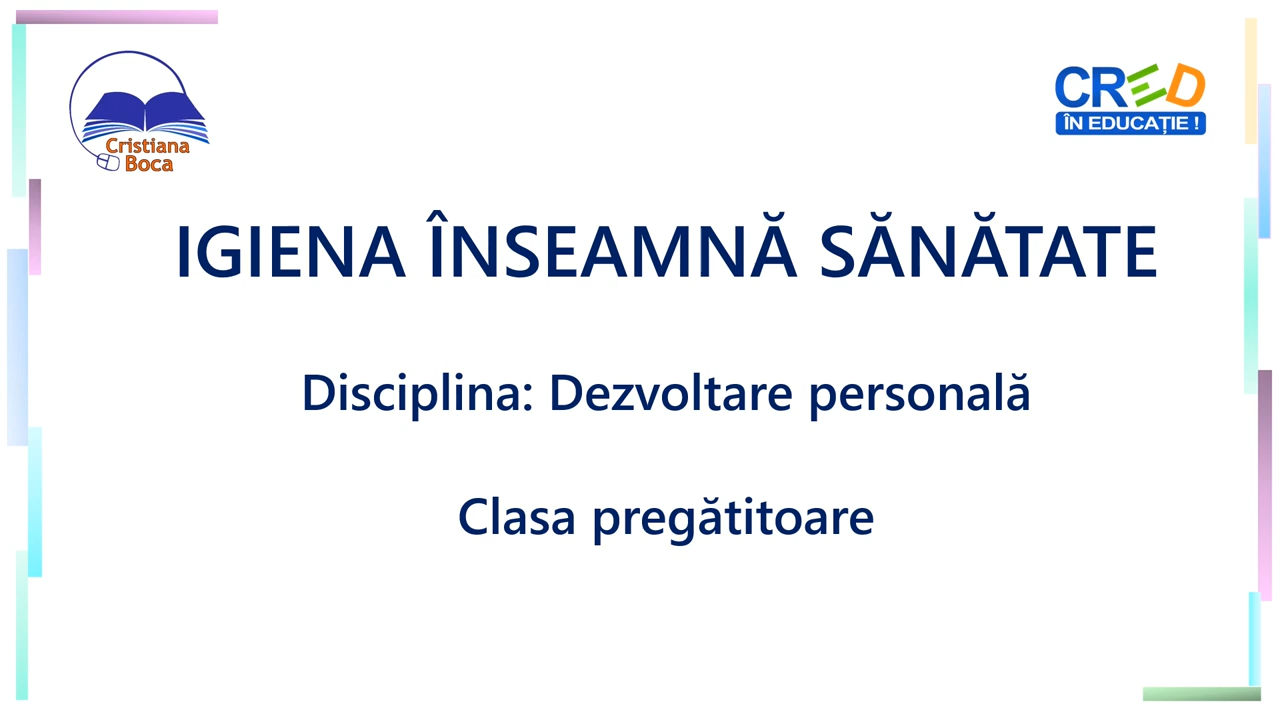 Cristiana
Boca
CRED
ÎN EDUCAȚIE !
IGIENA ÎNSEAMNĂ SĂNĂTATE
Disciplina: Dezvoltare personală
Clasa pregătitoare